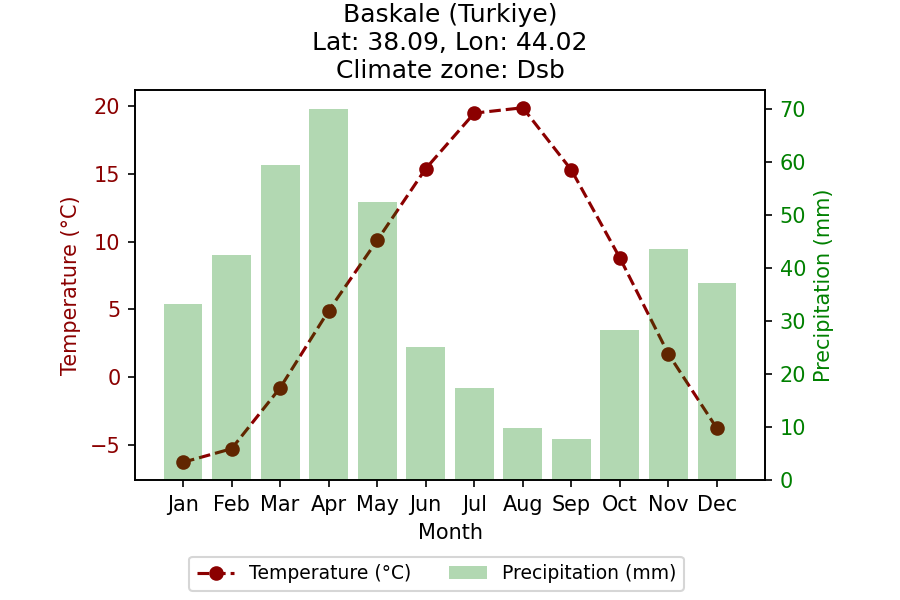 Baskale (Turkiye)
Lat: 38.09, Lon: 44.02
Climate zone: Dsb
Temperature (°C)
20
15
10
5
0
−5
70
60
50
40
30
20
10
0
Precipitation (mm)
Jan Feb Mar Apr May Jun Jul Aug Sep Oct Nov Dec
Month
Temperature (°C) Precipitation (mm)